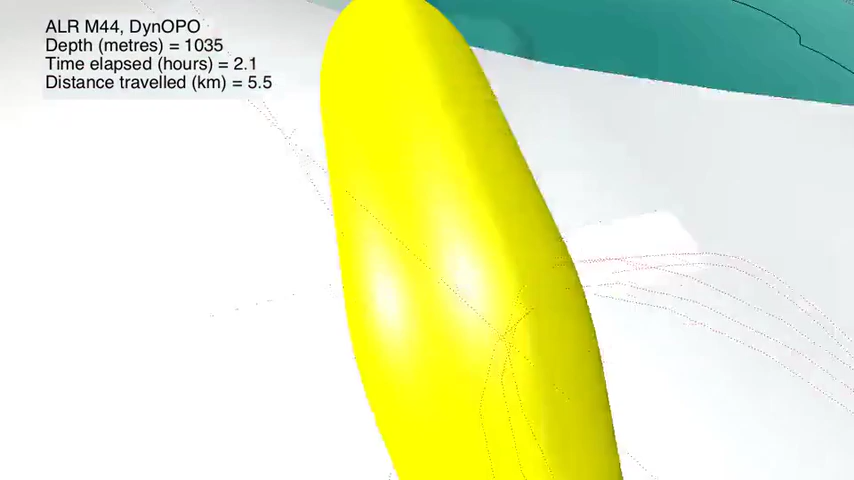 ALR M44, DynOPO
Depth (metres) = 1035
Time elapsed (hours) = 2.1
Distance travelled (km) = 5.5